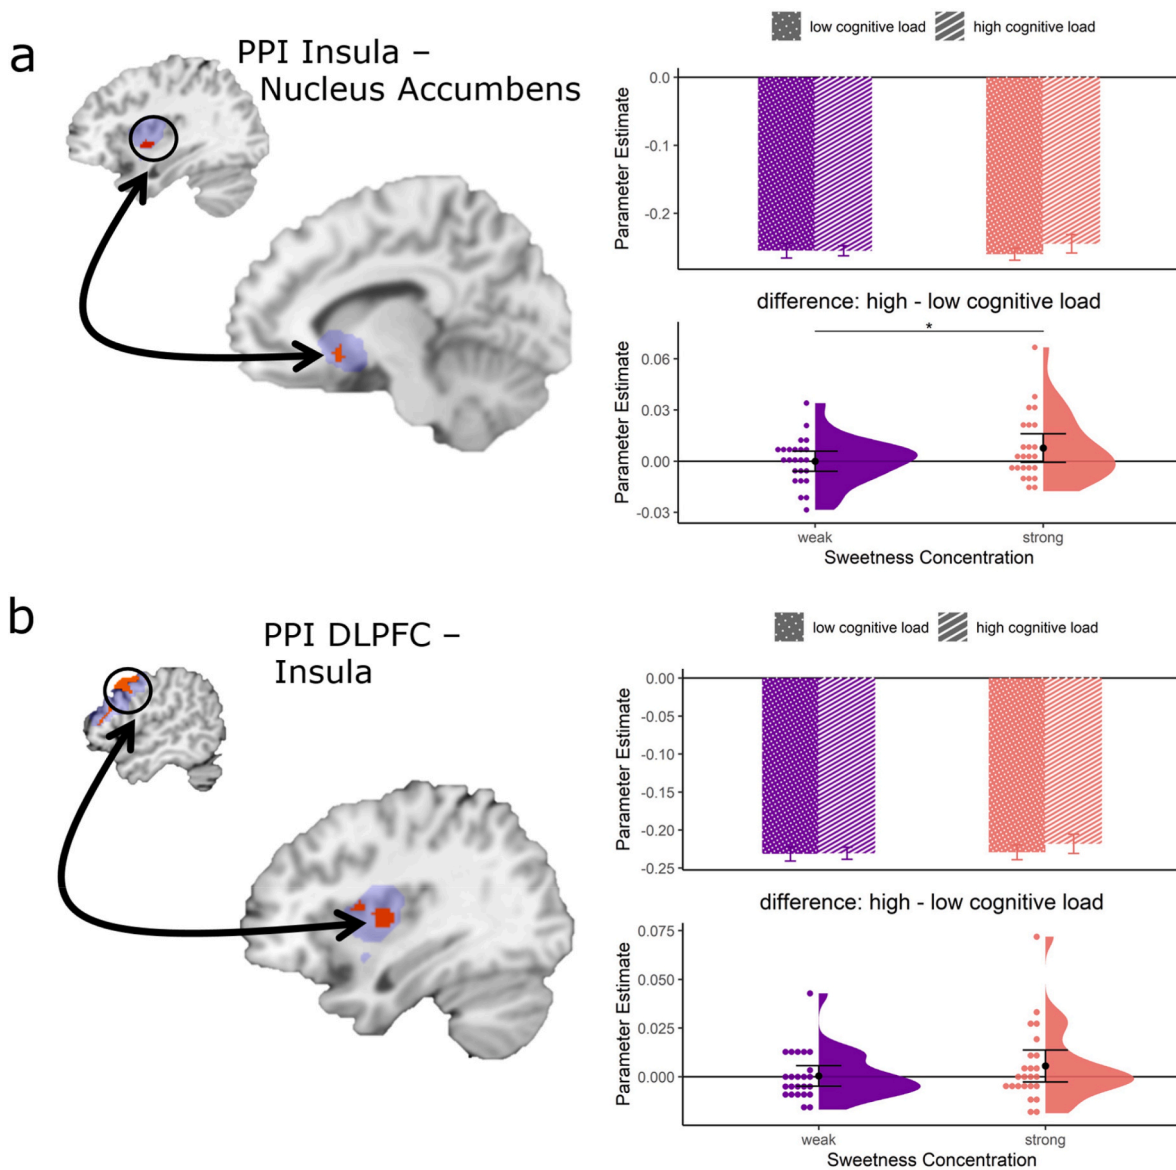 a
PPI Insula –
Nucleus Accumbens
low cognitive load
high cognitive load
0.0
-0.1
-0.2
Parameter Estimate
difference: high - low cognitive load
*
0.06
0.03
0.00
-0.03
Parameter Estimate
weak
strong
Sweetness Concentration
b
PPI DLPFC –
Insula
low cognitive load
high cognitive load
0.00
-0.05
-0.10
-0.15
-0.20
-0.25
Parameter Estimate
difference: high - low cognitive load
0.075
0.050
0.025
0.000
Parameter Estimate
weak
strong
Sweetness Concentration